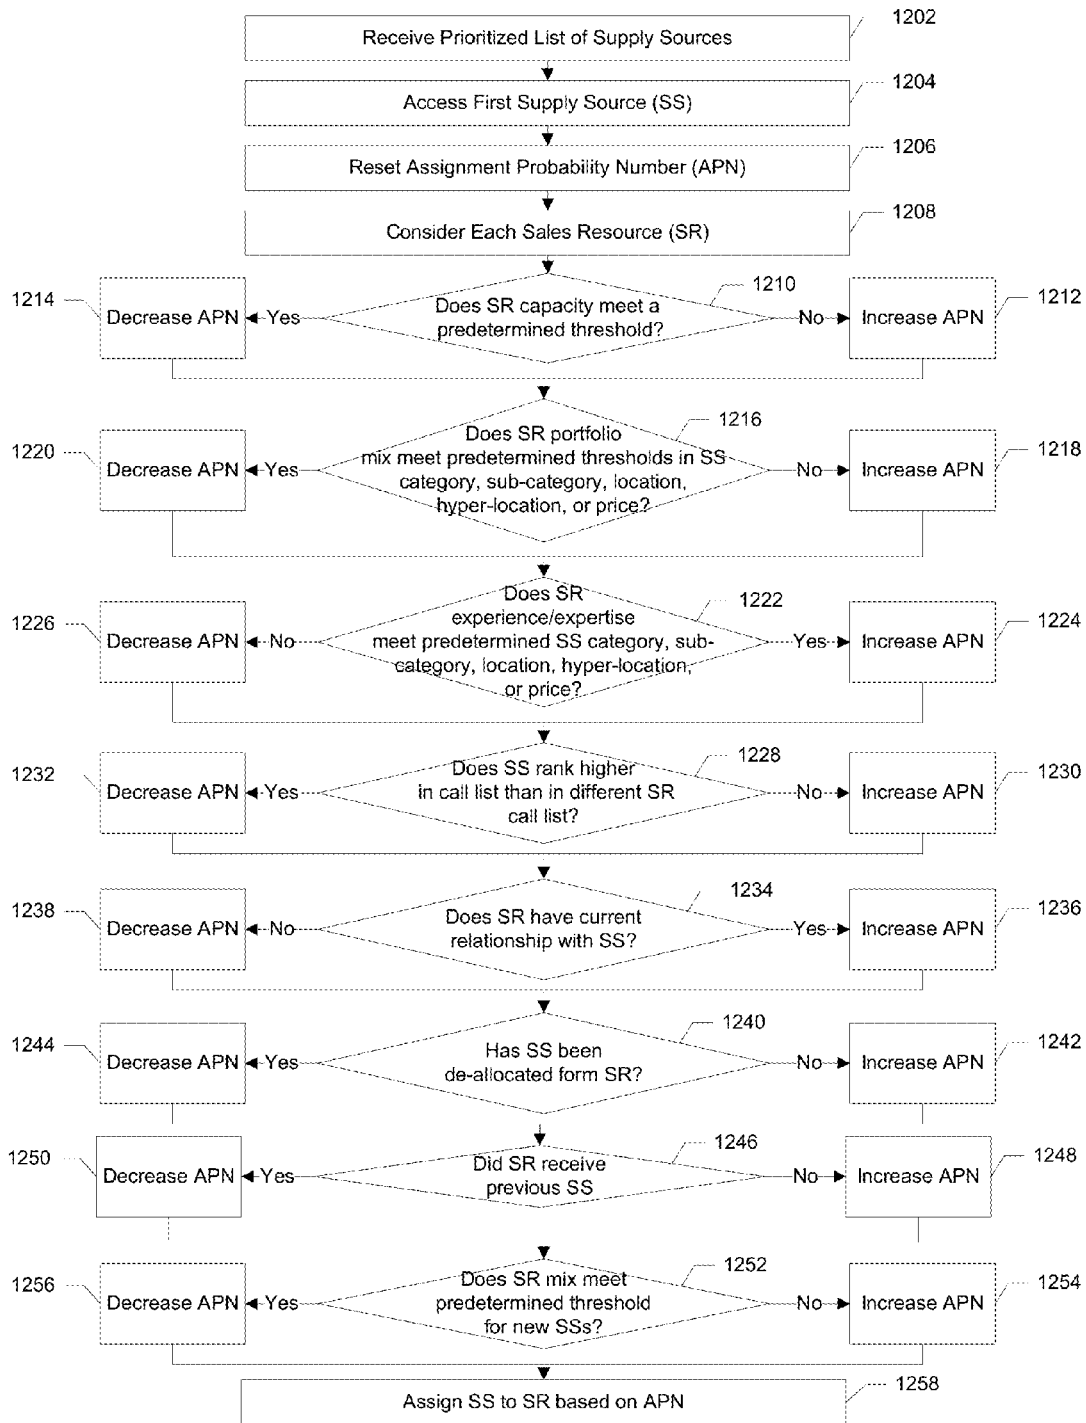 Receive Prioritized List of Supply Sources
1202
Access First Supply Source (SS)
1204
Reset Assignment Probability Number (APN)
1206
Consider Each Sales Resource (SR)
1208
1214
Decrease APN
Yes
Does SR capacity meet a
predetermined threshold?
1210
No
Increase APN
1212
1220
Decrease APN
Yes
Does SR portfolio
mix meet predetermined thresholds in SS
category, sub-category, location,
hyper-location, or price?
1216
No
Increase APN
1218
1226
Decrease APN
No
Does SR
experience/expertise
meet predetermined SS category, sub-
category, location, hyper-location,
or price?
1222
Yes
Increase APN
1224
1232
Decrease APN
Yes
Does SS rank higher
in call list than in different SR
call list?
1228
No
Increase APN
1230
1238
Decrease APN
No
Does SR have current
relationship with SS?
1234
Yes
Increase APN
1236
1244
Decrease APN
Yes
Has SS been
de-allocated form SR?
1240
No
Increase APN
1242
1250
Decrease APN
Yes
Did SR receive
previous SS
1246
No
Increase APN
1248
1256
Decrease APN
Yes
Does SR mix meet
predetermined threshold
for new SSs?
1252
No
Increase APN
1254
Assign SS to SR based on APN
1258